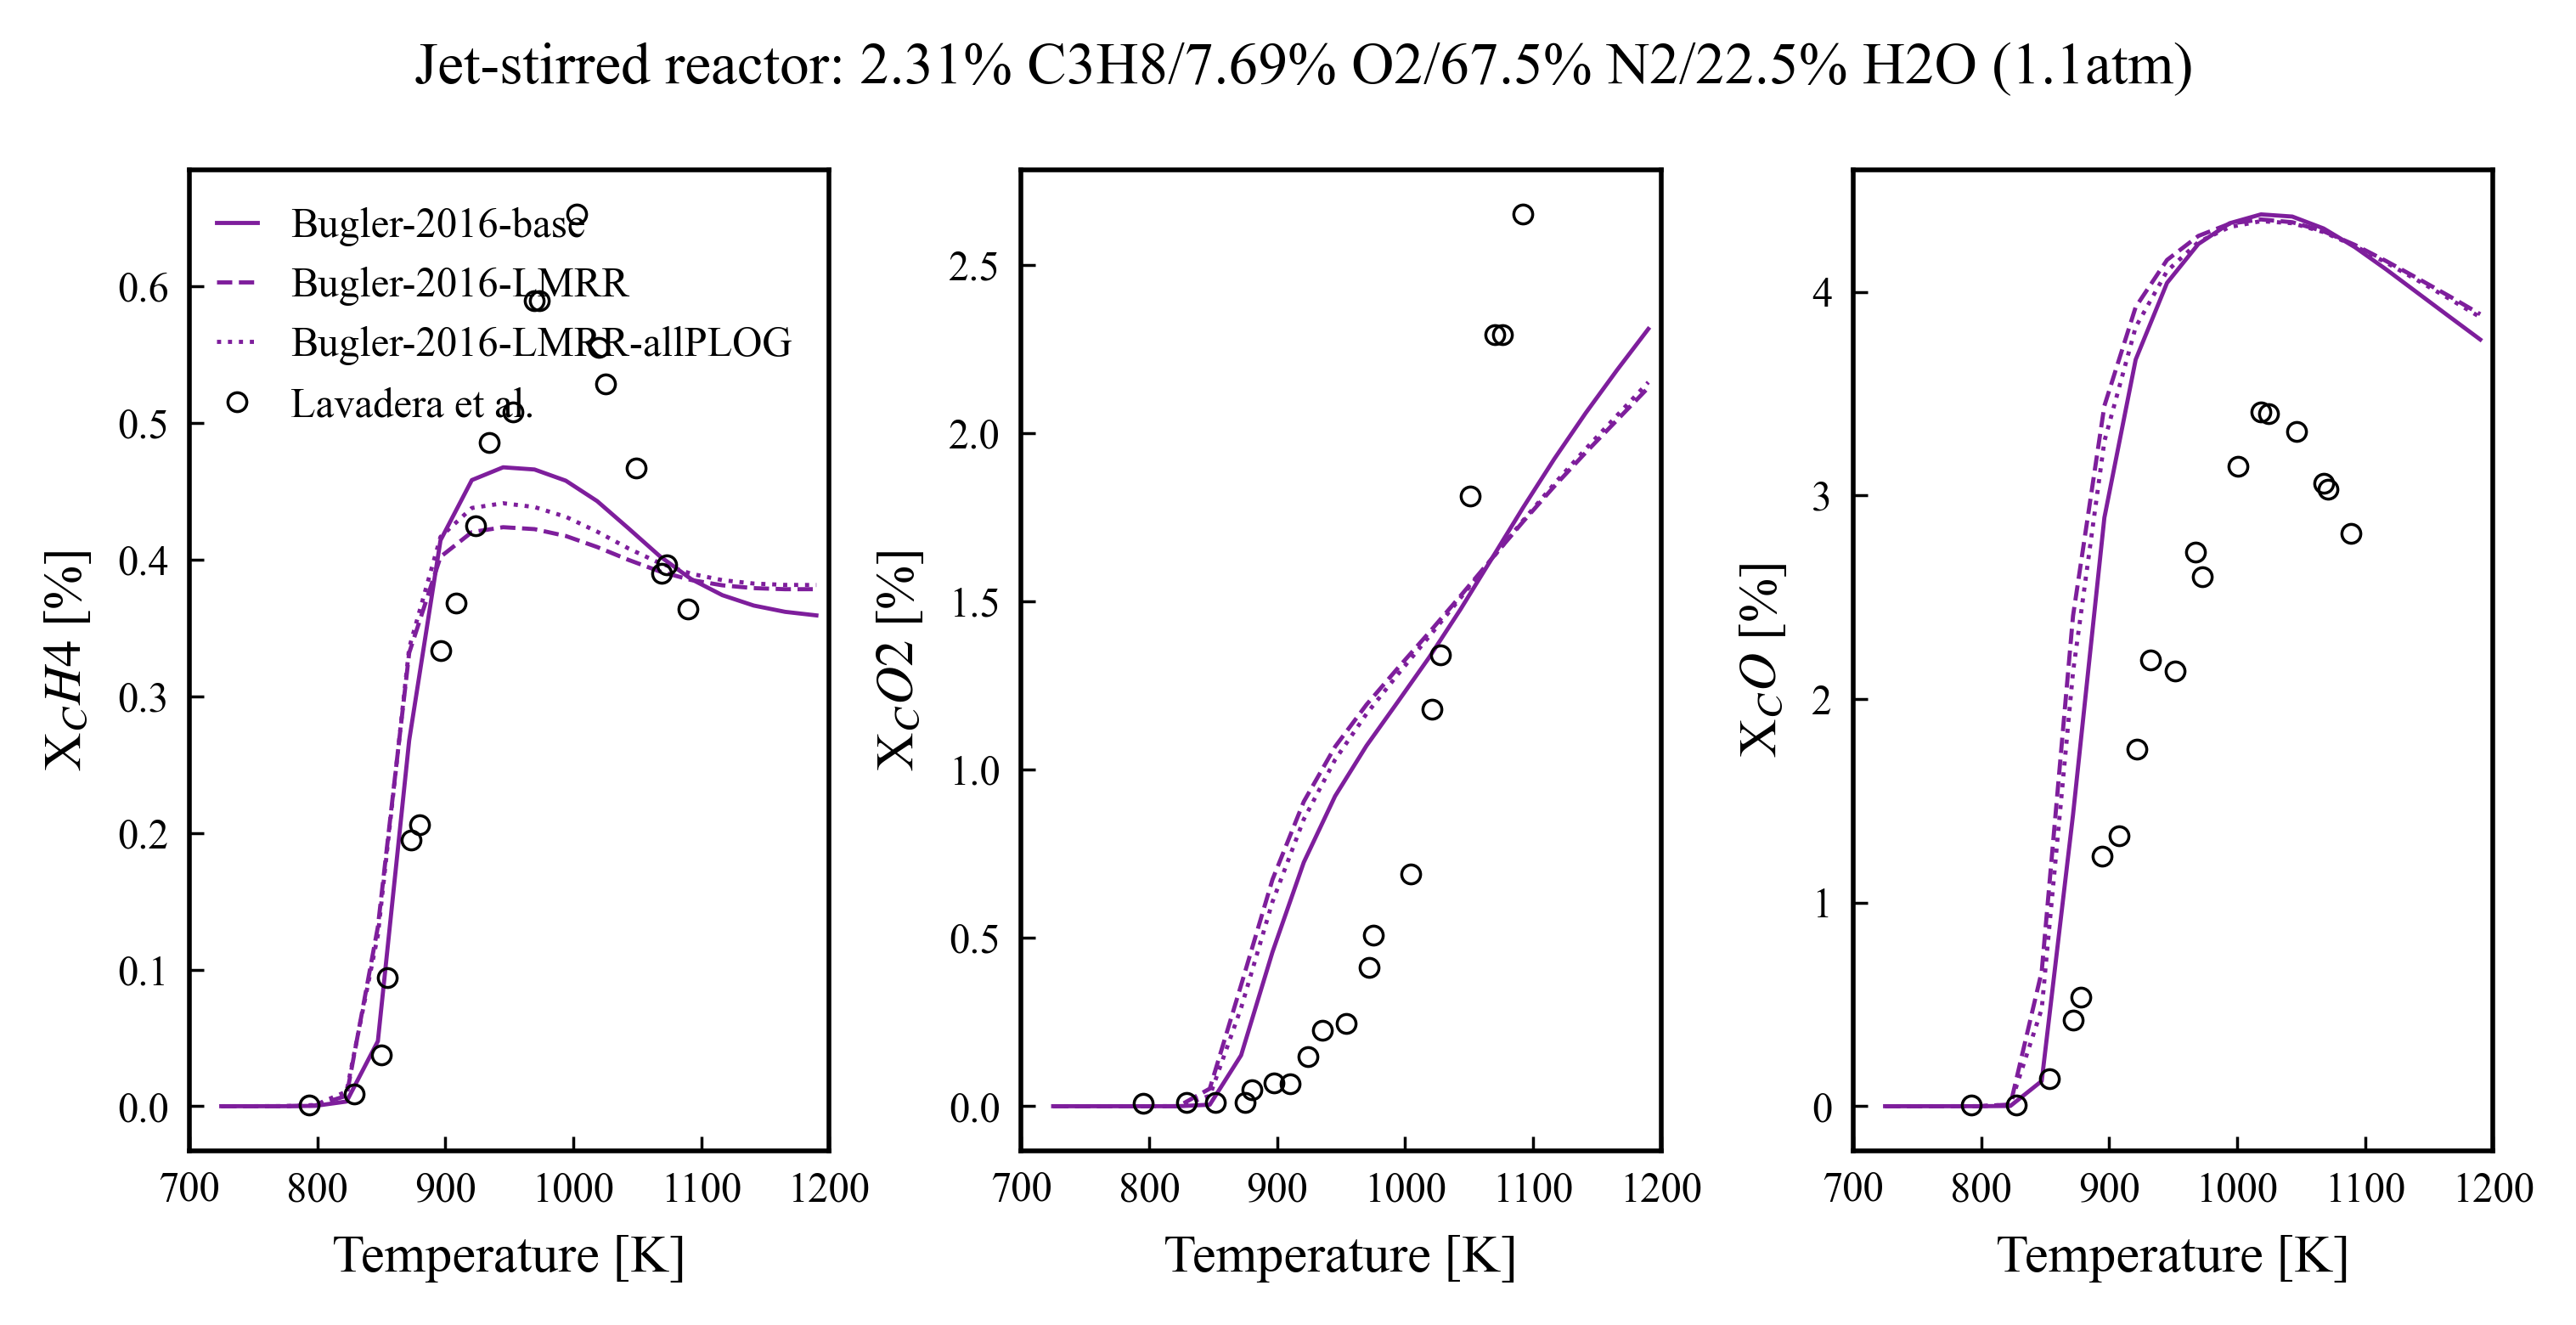 Jet-stirred reactor: 2.31% C3H8/7.69% O2/67.5% N2/22.5% H2O (1.1atm)
Bugler-2016-base
Bugler-2016-LMRR
Bugler-2016-LMRR-allPLOG
Lavadera et al.
XCH4 [%]
0.6
0.5
0.4
0.3
0.2
0.1
0.0
700 800 900 1000 1100 1200
Temperature [K]
XCO2 [%]
2.5
2.0
1.5
1.0
0.5
0.0
700 800 900 1000 1100 1200
Temperature [K]
XCO [%]
4
3
2
1
0
700 800 900 1000 1100 1200
Temperature [K]